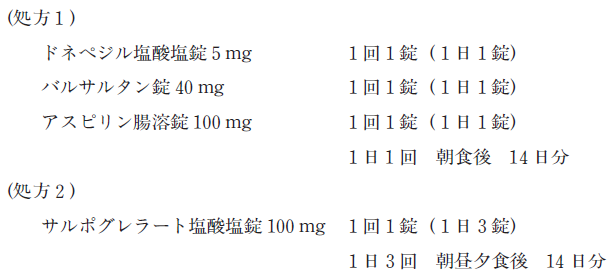 (処方1)
ドネペジル塩酸塩錠 5 mg 1回1錠(1日1錠)
バルサルタン錠 40 mg 1回1錠(1日1錠)
アスピリン腸溶錠 100 mg 1回1錠(1日1錠)
1日1回 朝食後 14日分
(処方2)
サルポグレラート塩酸塩錠 100 mg 1回1錠(1日3錠)
1日3回 朝昼夕食後 14日分